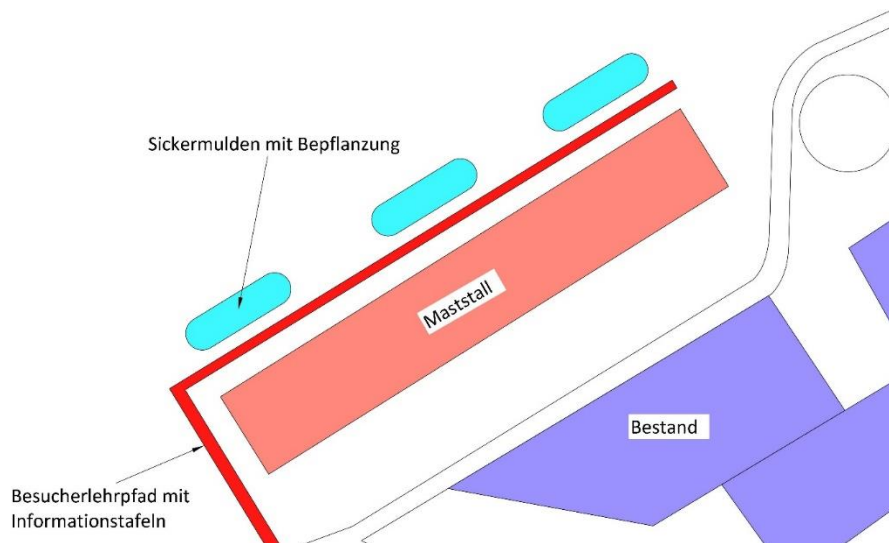 Sickermulden mit Bepflanzung
Maststall
Bestand
Besucherlehrpfad mit
Informationstafeln